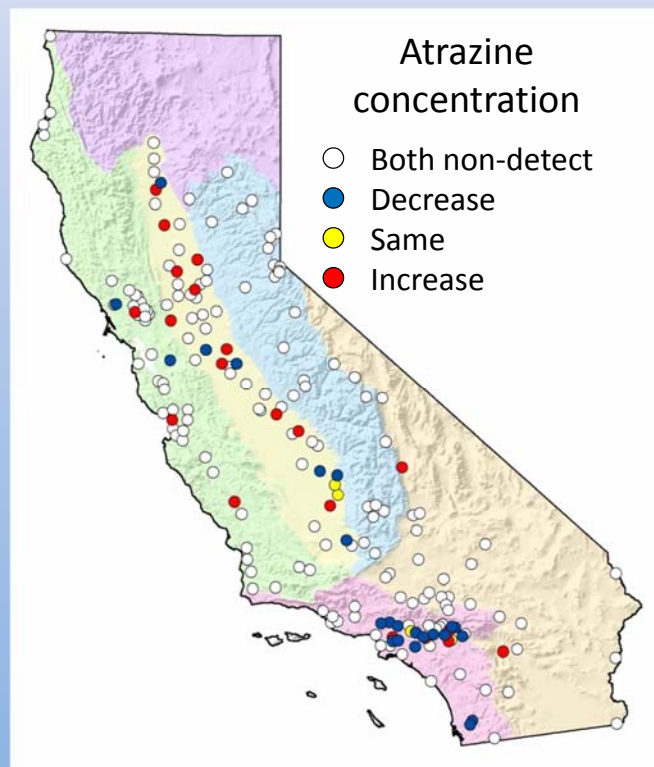 Atrazine
concentration
Both non-detect
Decrease
Same
Increase